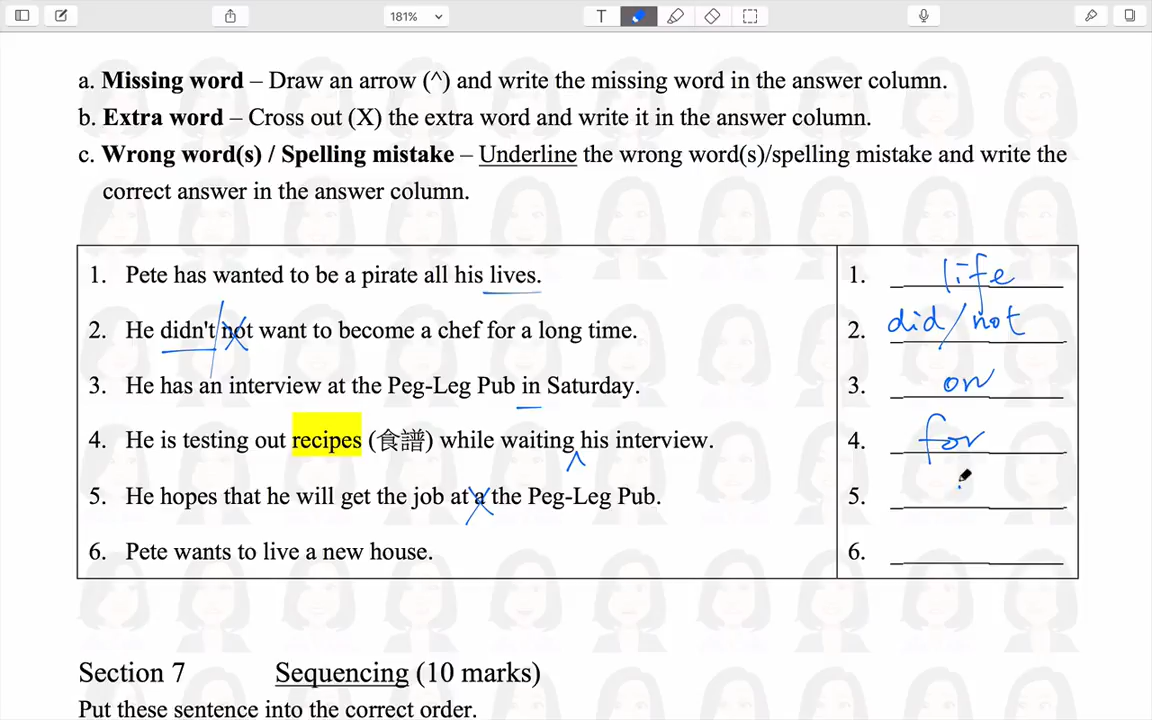 181%
T
a. Missing word – Draw an arrow (^) and write the missing word in the answer column.
b. Extra word – Cross out (X) the extra word and write it in the answer column.
c. Wrong word(s) / Spelling mistake – Underline the wrong word(s)/spelling mistake and write the
correct answer in the answer column.
1. Pete has wanted to be a pirate all his lives. 1. life
2. He didn't not want to become a chef for a long time. 2. did/not
3. He has an interview at the Peg-Leg Pub in Saturday. 3. on
4. He is testing out recipes (食譜) while waiting his interview. 4. for
5. He hopes that he will get the job at a the Peg-Leg Pub. 5.
6. Pete wants to live a new house. 6.
Section 7 Sequencing (10 marks)
Put these sentence into the correct order.